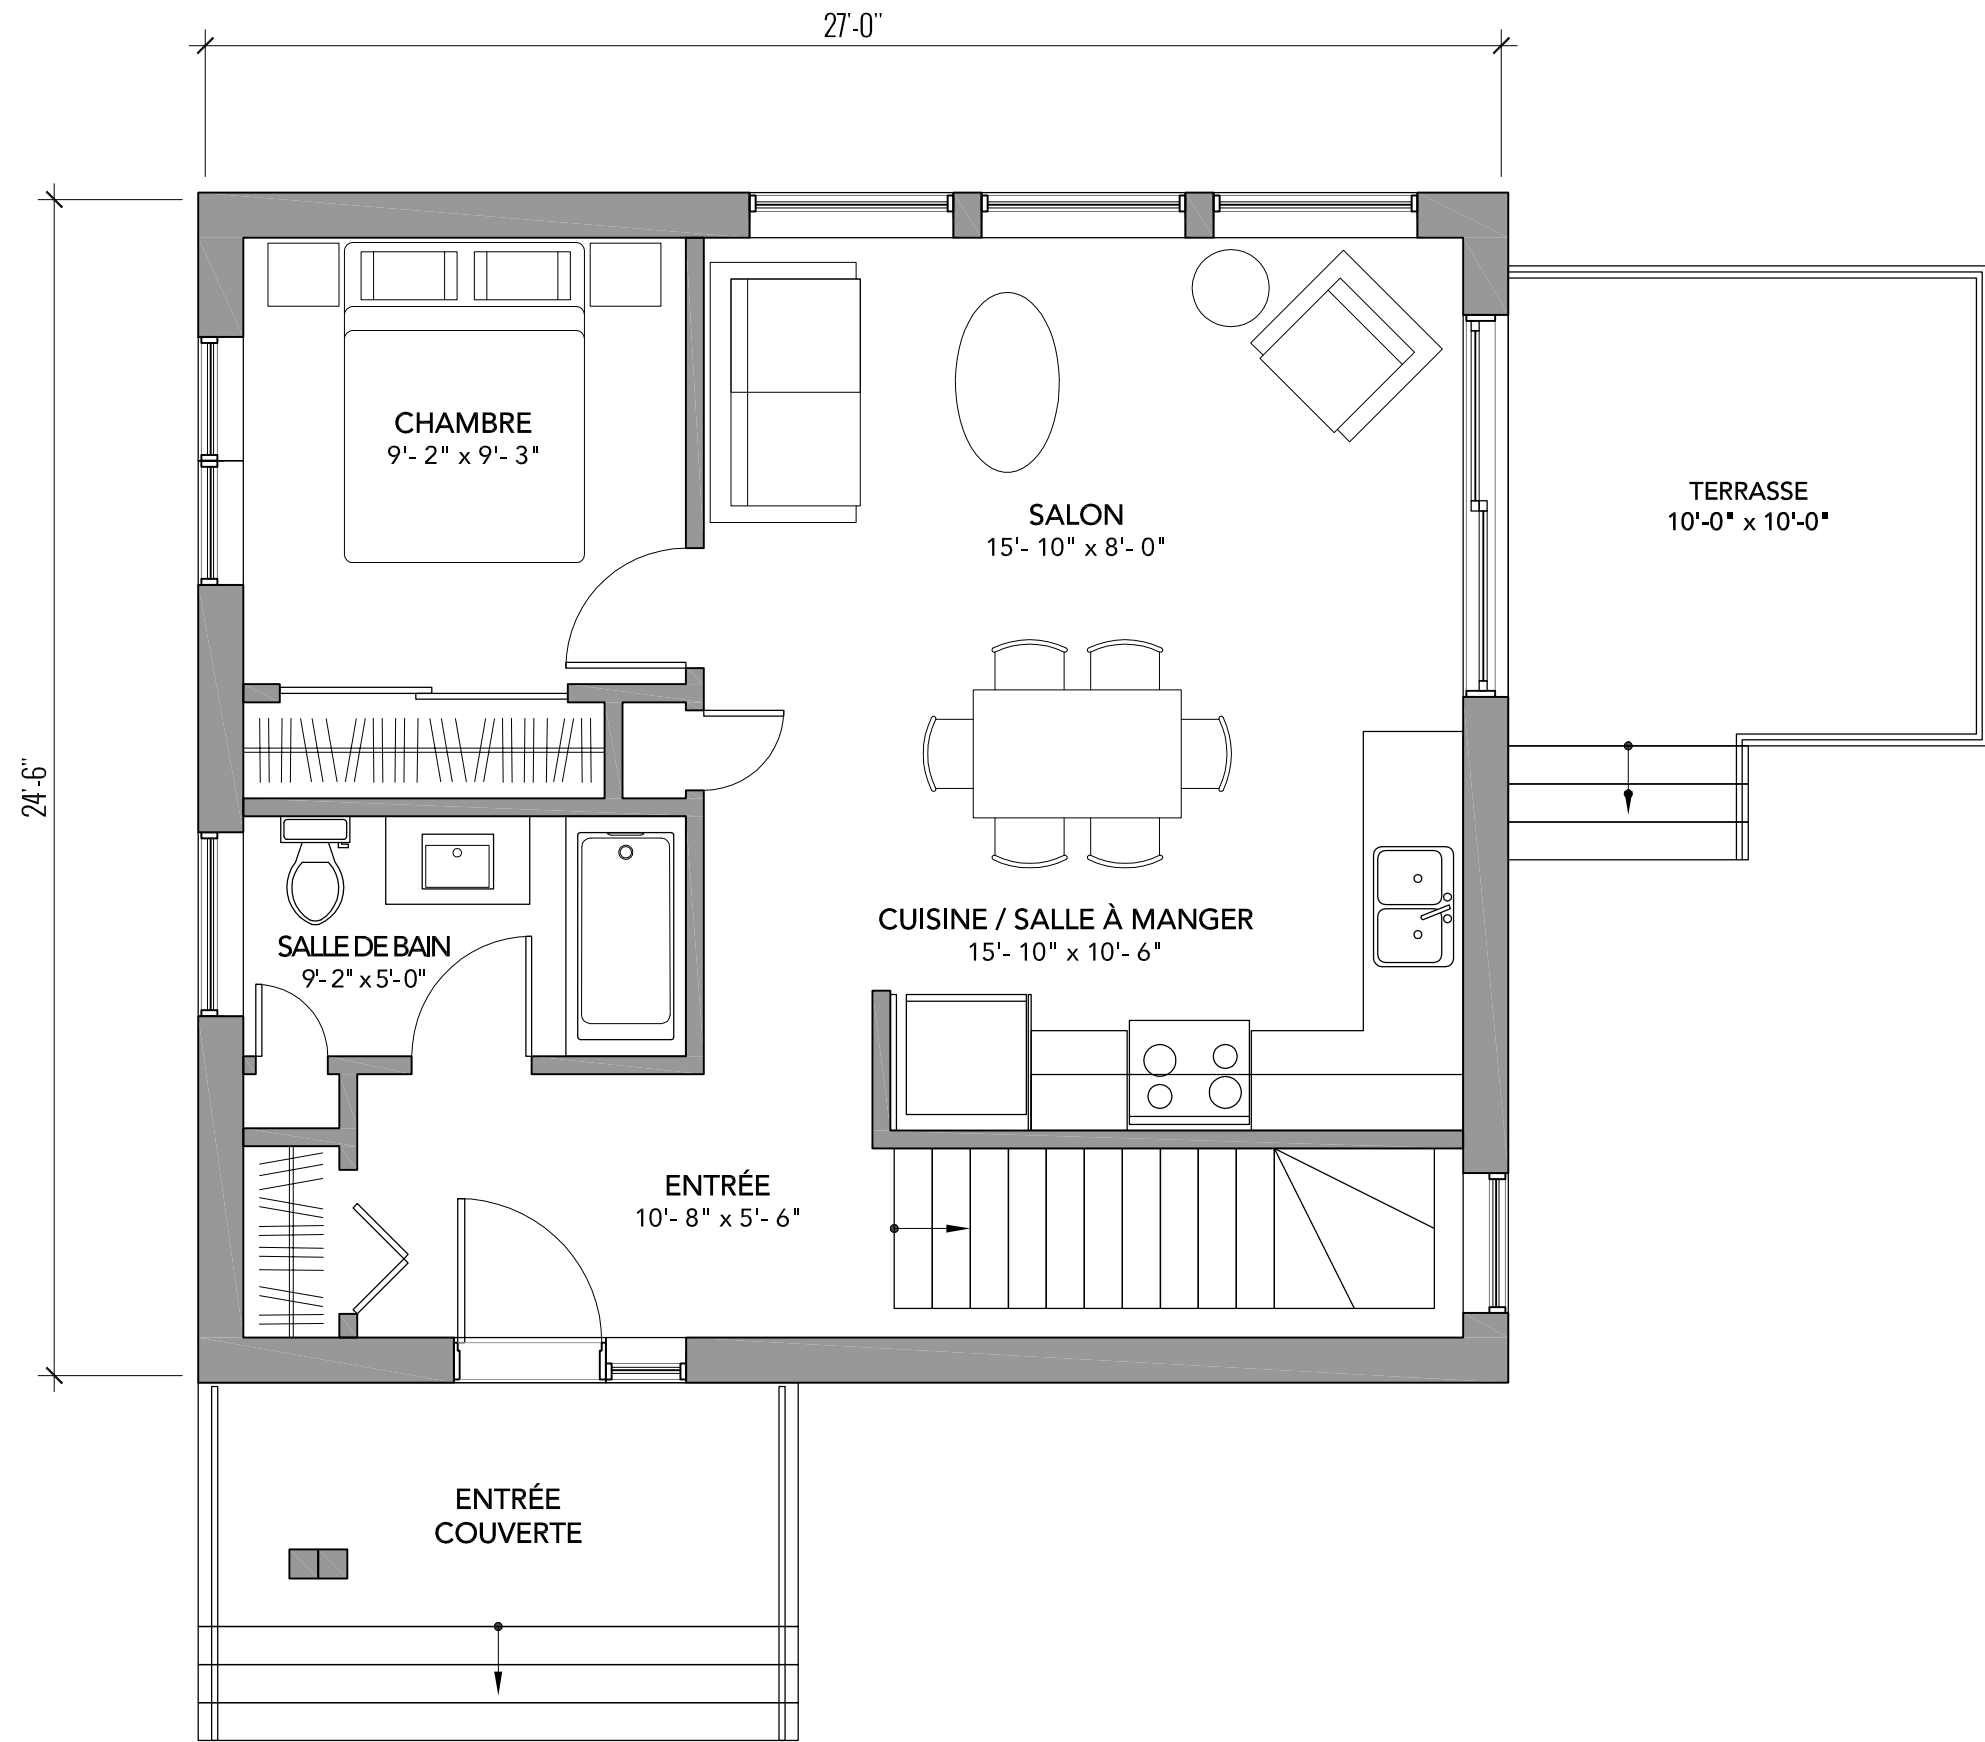 27'-0"
24'-6"
CHAMBRE
9'- 2" x 9'- 3"
SALON
15'- 10" x 8'- 0"
TERRASSE
10'-0" x 10'-0"
CUISINE / SALLE À MANGER
15'- 10" x 10'- 6"
SALLE DE BAIN
9'- 2" x 5'-0"
ENTRÉE
10'- 8" x 5'- 6"
ENTRÉE
COUVERTE